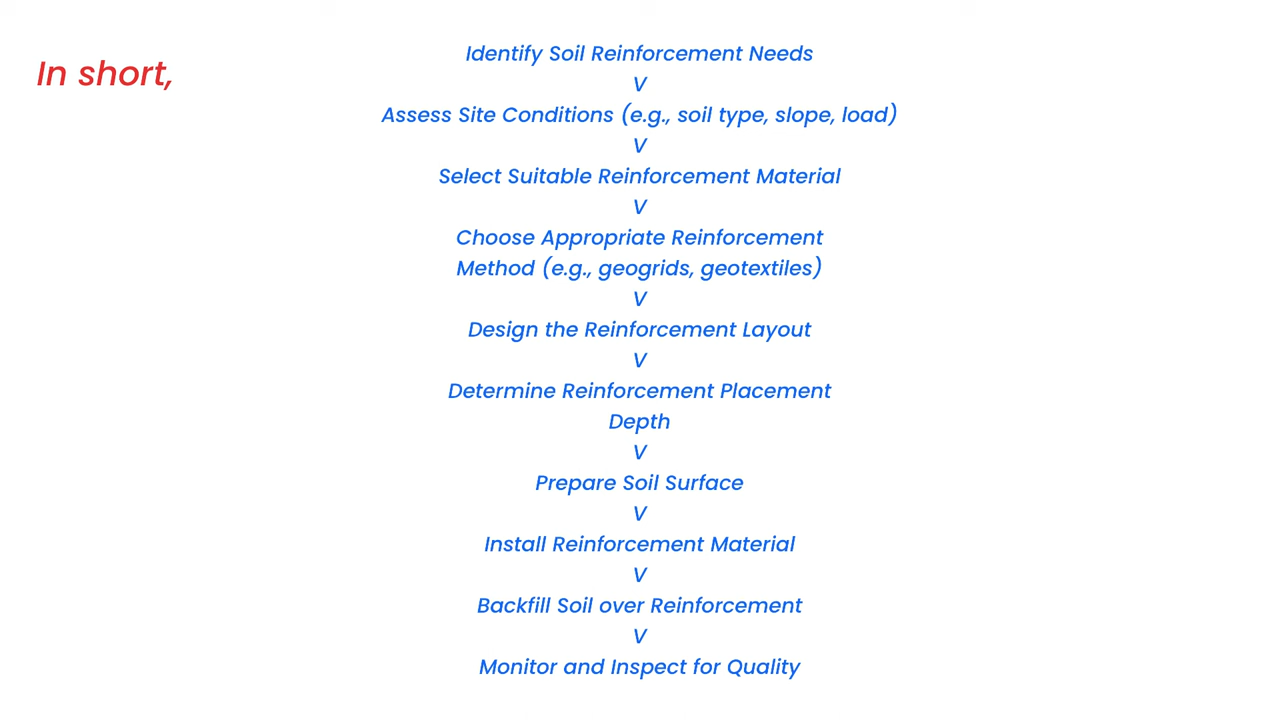 In short,
Identify Soil Reinforcement Needs
V
Assess Site Conditions (e.g., soil type, slope, load)
V
Select Suitable Reinforcement Material
V
Choose Appropriate Reinforcement
Method (e.g., geogrids, geotextiles)
V
Design the Reinforcement Layout
V
Determine Reinforcement Placement
Depth
V
Prepare Soil Surface
V
Install Reinforcement Material
V
Backfill Soil over Reinforcement
V
Monitor and Inspect for Quality